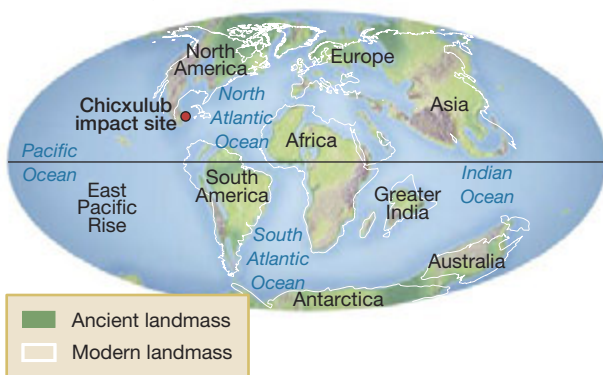 North
America
Europe
Chicxulub
impact site
North
Atlantic
Ocean
Asia
Africa
Pacific
Ocean
East
Pacific
Rise
South
America
Greater
India
Indian
Ocean
South
Atlantic
Ocean
Australia
Antarctica
Ancient landmass
Modern landmass